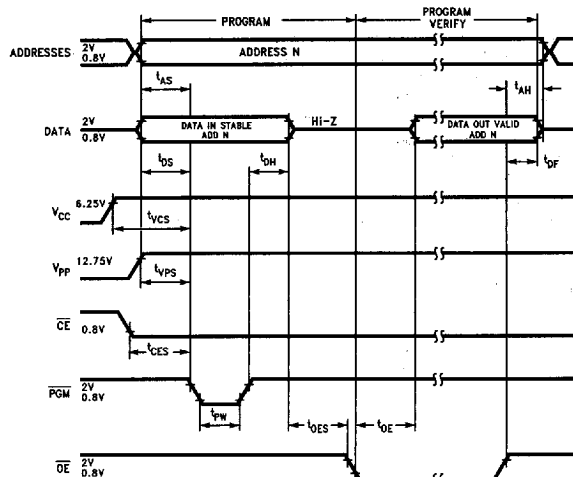 PROGRAM
PROGRAM
VERIFY
ADDRESSES
2V
0.8V
ADDRESS N
tAS
tAH
DATA
2V
0.8V
DATA IN STABLE
ADD N
Hi-Z
DATA OUT VALID
ADD N
tDS
tDH
tDF
VCC
6.25V
tVCS
VPP
12.75V
tVPS
CE
0.8V
tCES
PGM
2V
0.8V
tPW
tOES
tOE
OE
2V
0.8V